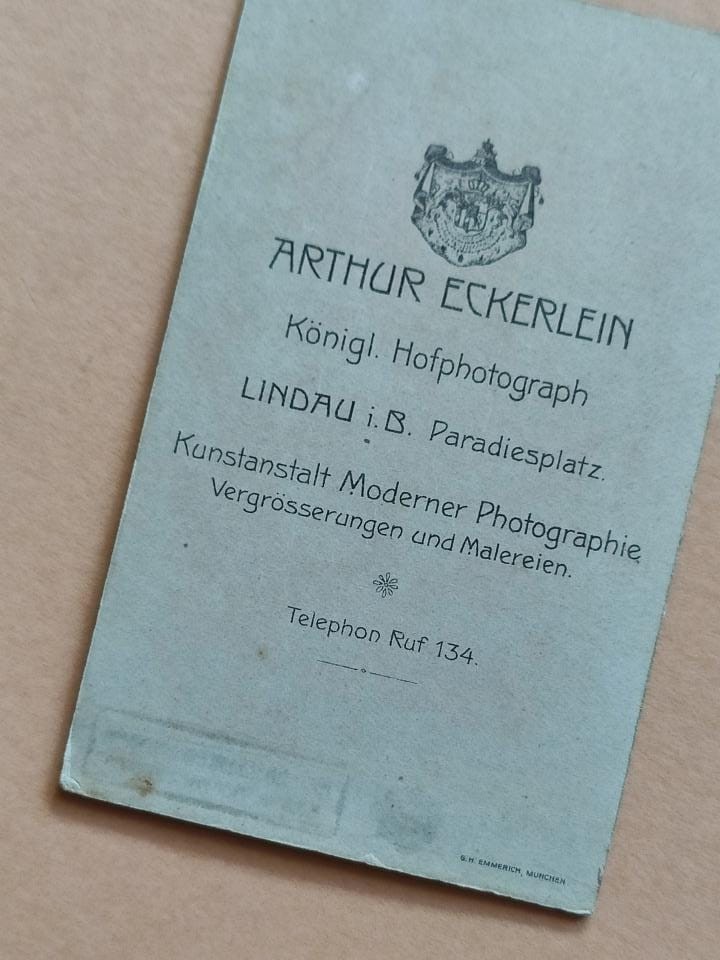 ARTHUR ECKERLEIN
Königl. Hofphotograph
LINDAU i. B. Paradiesplatz.
Kunstanstalt Moderner Photographie
Vergrösserungen und Malereien.
Telephon Ruf 134.
G. H. EMMERICH, MÜNCHEN